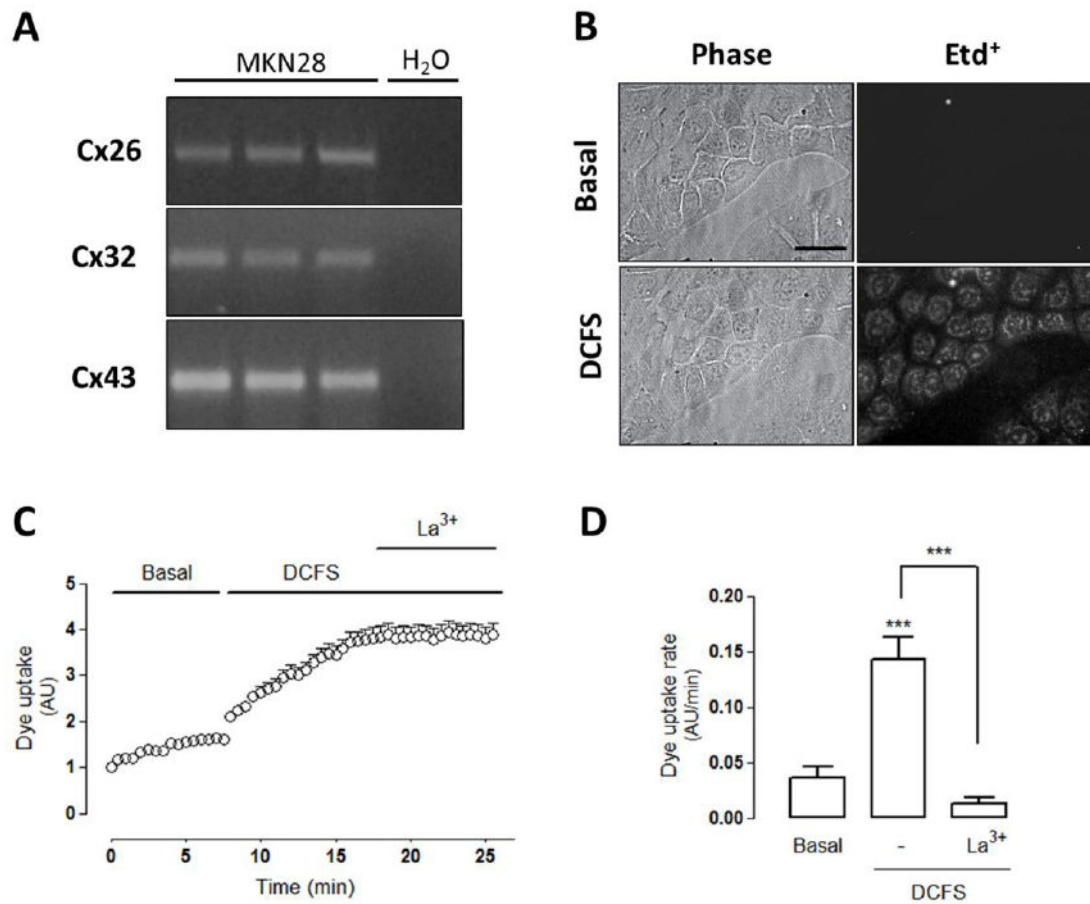 A
MKN28 H₂O
Cx26
Cx32
Cx43
B
Phase Etd⁺
Basal
DCFS
C
La³⁺
Basal DCFS
5
4
3
2
1
0
Dye uptake
(AU)
0 5 10 15 20 25
Time (min)
D
***
***
0.20
0.15
0.10
0.05
0.00
Dye uptake rate
(AU/min)
Basal - La³⁺
DCFS